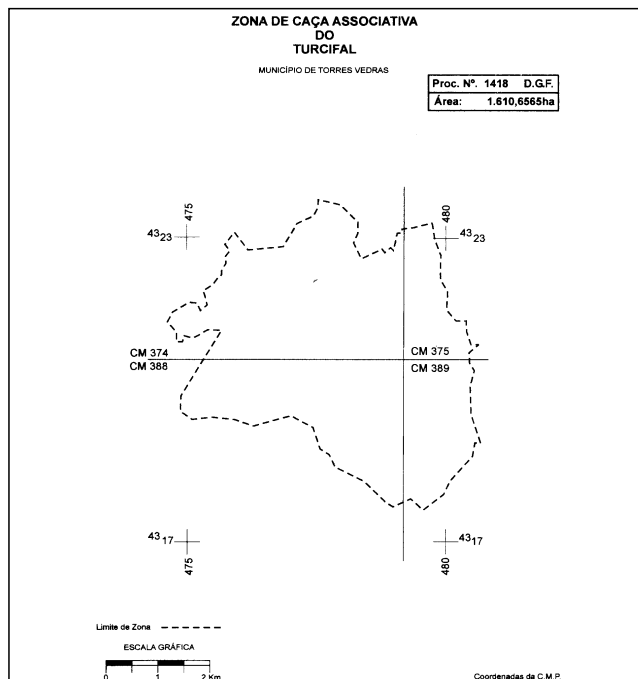 ZONA DE CAÇA ASSOCIATIVA
DO
TURCIFAL
MUNICÍPIO DE TORRES VEDRAS
Proc. Nº. 1418 D.G.F.
Área: 1.610,6565ha
475
480
4323
4323
CM 374
CM 375
CM 388
CM 389
4317
4317
475
480
Limite de Zona
ESCALA GRÁFICA
0 1 2 Km
Coordenadas da C.M.P.